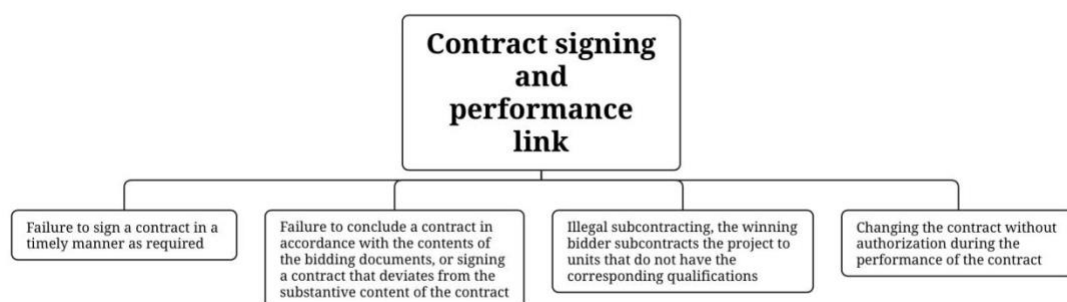 Contract signing
and
performance
link
Failure to sign a contract in a
timely manner as required
Failure to conclude a contract in
accordance with the contents of
the bidding documents, or signing
a contract that deviates from the
substantive content of the contract
Illegal subcontracting, the winning
bidder subcontracts the project to
units that do not have the
corresponding qualifications
Changing the contract without
authorization during the
performance of the contract